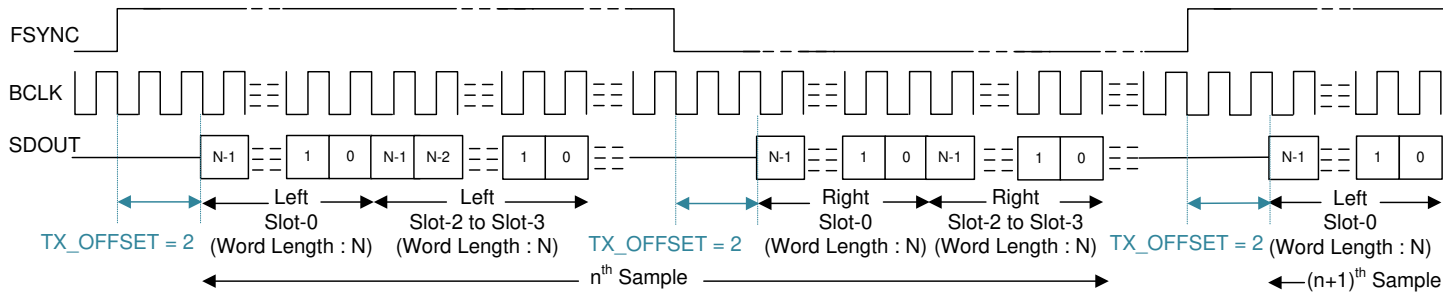 FSYNC
BCLK
SDOUT
N-1 1 0 N-1 N-2 1 0 N-1 1 0 N-1 1 0 N-1 1 0
TX_OFFSET = 2
Left
Slot-0
(Word Length : N)
Left
Slot-2 to Slot-3
(Word Length : N)
TX_OFFSET = 2
Right
Slot-0
(Word Length : N)
Right
Slot-2 to Slot-3
(Word Length : N)
TX_OFFSET = 2
Left
Slot-0
(Word Length : N)
nth Sample
(n+1)th Sample